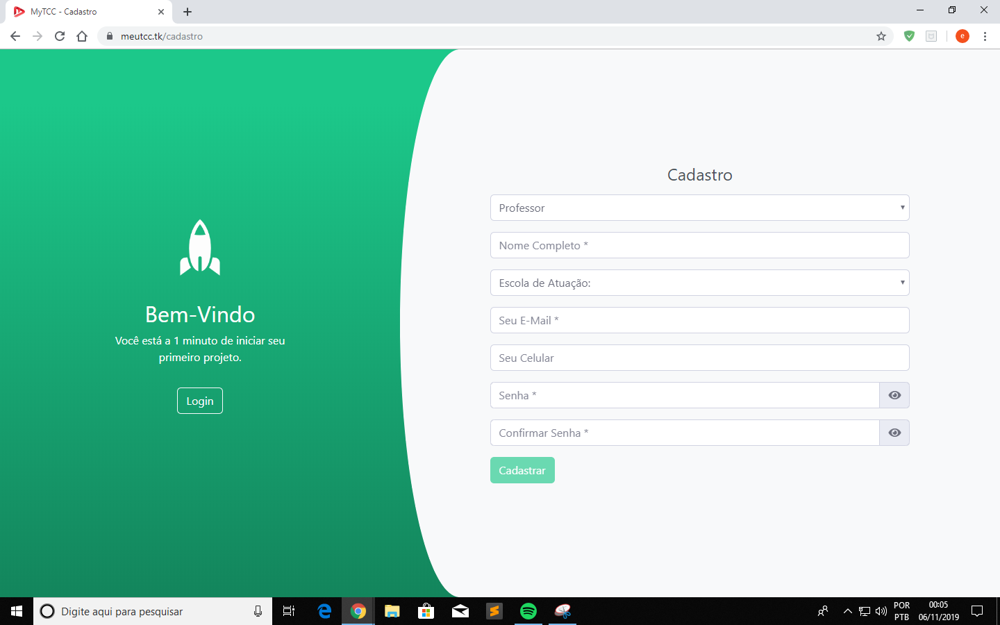 MyTCC - Cadastro
meutcc.tk/cadastro
e
Bem-Vindo
Você está a 1 minuto de iniciar seu
primeiro projeto.
Login
Cadastro
Professor
Nome Completo *
Escola de Atuação:
Seu E-Mail *
Seu Celular
Senha *
Confirmar Senha *
Cadastrar
Digite aqui para pesquisar
POR
PTB
00:05
06/11/2019